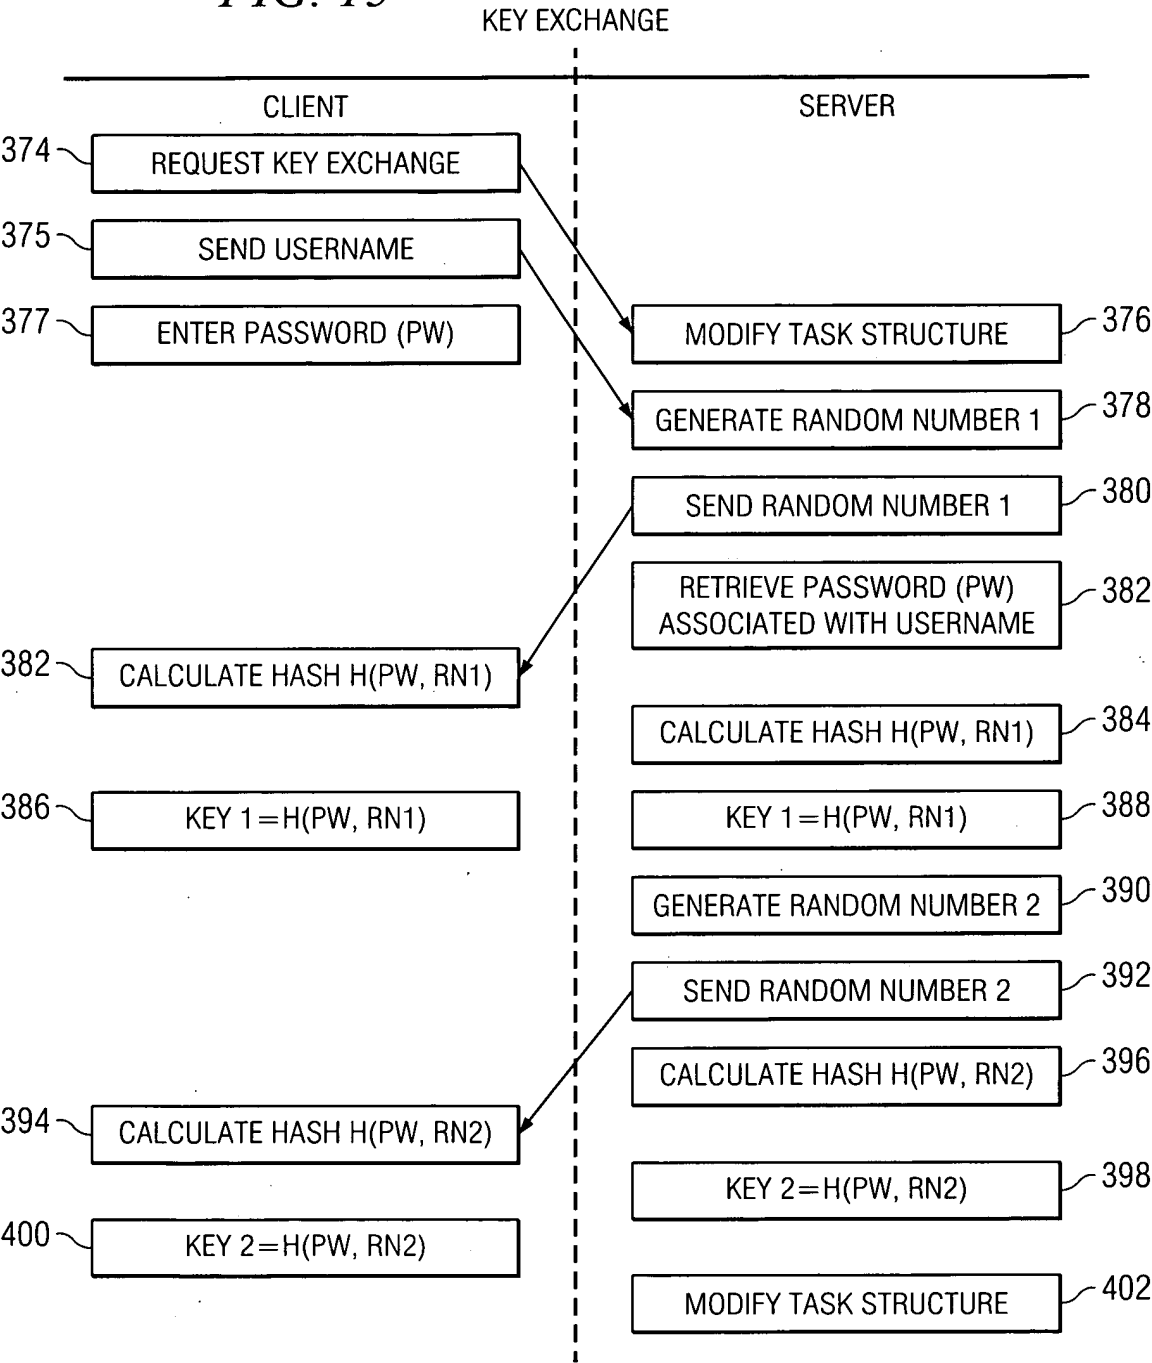 FIG. 15
KEY EXCHANGE
CLIENT
SERVER
374
REQUEST KEY EXCHANGE
375
SEND USERNAME
377
ENTER PASSWORD (PW)
MODIFY TASK STRUCTURE
376
GENERATE RANDOM NUMBER 1
378
SEND RANDOM NUMBER 1
380
RETRIEVE PASSWORD (PW)
ASSOCIATED WITH USERNAME
382
382
CALCULATE HASH H(PW, RN1)
CALCULATE HASH H(PW, RN1)
384
386
KEY 1=H(PW, RN1)
KEY 1=H(PW, RN1)
388
GENERATE RANDOM NUMBER 2
390
SEND RANDOM NUMBER 2
392
CALCULATE HASH H(PW, RN2)
396
394
CALCULATE HASH H(PW, RN2)
KEY 2=H(PW, RN2)
398
400
KEY 2=H(PW, RN2)
MODIFY TASK STRUCTURE
402